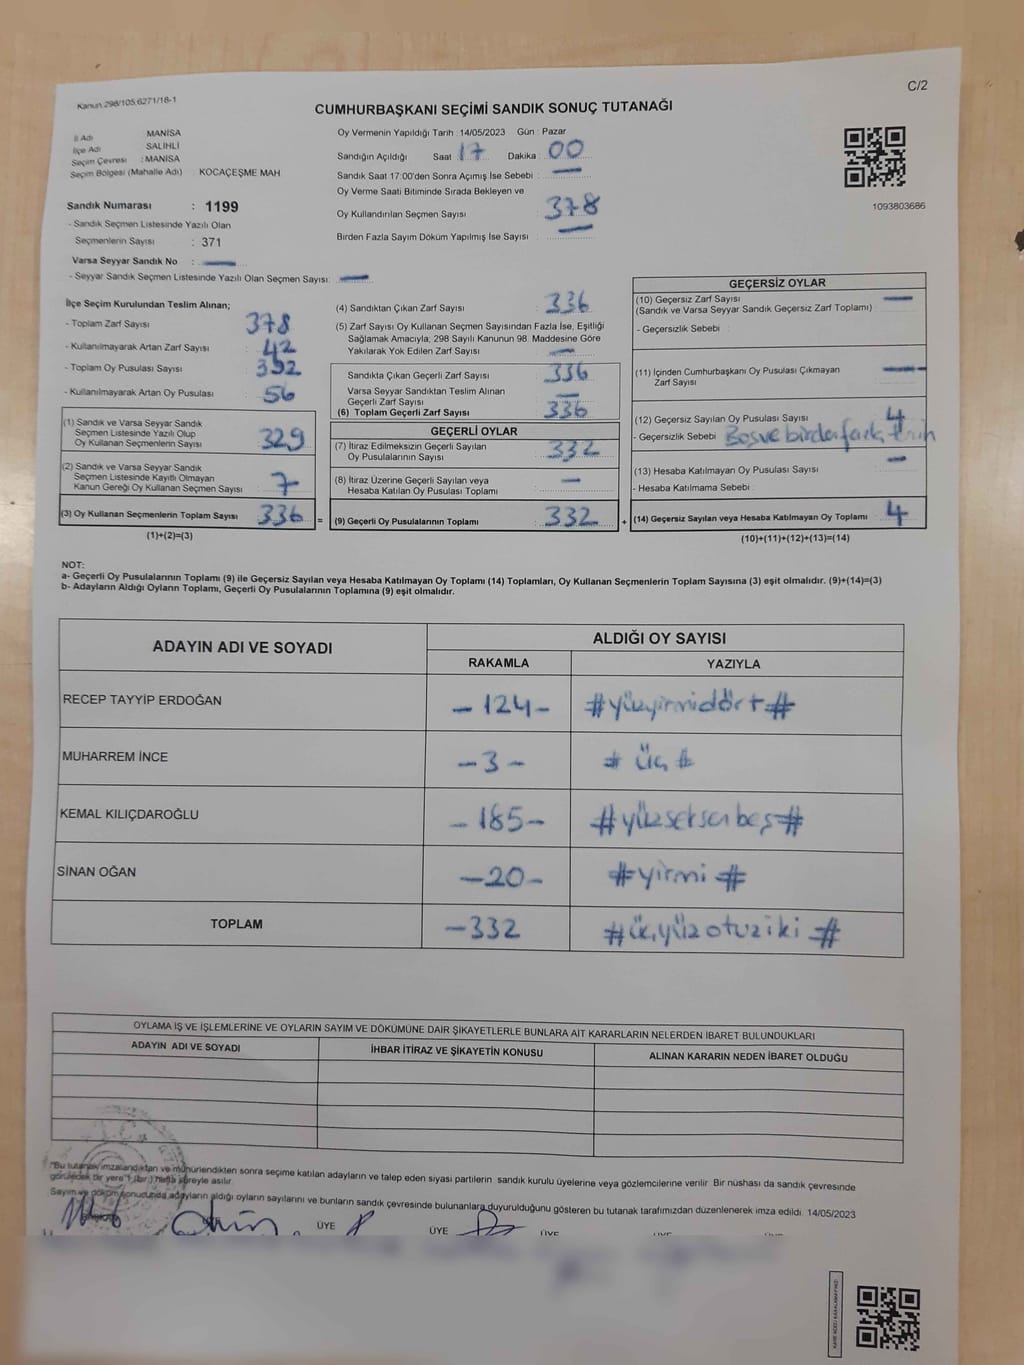 Kanun.298/105;6271/18-1
C/2
CUMHURBAŞKANI SEÇİMİ SANDIK SONUÇ TUTANAĞI
İl Adı MANİSA
İlçe Adı SALİHLİ
Seçim Çevresi : MANİSA
Seçim Bölgesi (Mahalle Adı) : KOCAÇEŞME MAH
Sandık Numarası : 1199
- Sandık Seçmen Listesinde Yazılı Olan
Seçmenlerin Sayısı : 371
Varsa Seyyar Sandık No :
- Seyyar Sandık Seçmen Listesinde Yazılı Olan Seçmen Sayısı:
Oy Vermenin Yapıldığı Tarih : 14/05/2023 Gün : Pazar
Sandığın Açıldığı Saat 17 Dakika : 00
Sandık Saat 17:00'den Sonra Açımış İse Sebebi :
Oy Verme Saati Bitiminde Sırada Bekleyen ve
Oy Kullandırılan Seçmen Sayısı : 378
Birden Fazla Sayım Döküm Yapılmış İse Sayısı :
1093803686
İlçe Seçim Kurulundan Teslim Alınan;
- Toplam Zarf Sayısı : 378
- Kullanılmayarak Artan Zarf Sayısı : 42
- Toplam Oy Pusulası Sayısı : 392
- Kullanılmayarak Artan Oy Pusulası : 56
(1) Sandık ve Varsa Seyyar Sandık
Seçmen Listesinde Yazılı Olup
Oy Kullanan Seçmenlerin Sayısı : 329
(2) Sandık ve Varsa Seyyar Sandık
Seçmen Listesinde Kayıtlı Olmayan
Kanun Gereği Oy Kullanan Seçmen Sayısı : 7
(3) Oy Kullanan Seçmenlerin Toplam Sayısı : 336 =
(1)+(2)=(3)
(4) Sandıktan Çıkan Zarf Sayısı : 336
(5) Zarf Sayısı Oy Kullanan Seçmen Sayısından Fazla İse, Eşitliği
Sağlamak Amacıyla; 298 Sayılı Kanunun 98. Maddesine Göre
Yakılarak Yok Edilen Zarf Sayısı :
Sandıkta Çıkan Geçerli Zarf Sayısı : 336
Varsa Seyyar Sandıktan Teslim Alınan
Geçerli Zarf Sayısı :
(6) Toplam Geçerli Zarf Sayısı : 336
GEÇERLİ OYLAR
(7) İtiraz Edilmeksizin Geçerli Sayılan
Oy Pusulalarının Sayısı : 332
(8) İtiraz Üzerine Geçerli Sayılan veya
Hesaba Katılan Oy Pusulası Toplamı :
(9) Geçerli Oy Pusulalarının Toplamı : 332 +
GEÇERSİZ OYLAR
(10) Geçersiz Zarf Sayısı :
(Sandık ve Varsa Seyyar Sandık Geçersiz Zarf Toplamı)
- Geçersizlik Sebebi :
(11) İçinden Cumhurbaşkanı Oy Pusulası Çıkmayan
Zarf Sayısı :
(12) Geçersiz Sayılan Oy Pusulası Sayısı : 4
- Geçersizlik Sebebi : Boş ve birden fazla
(13) Hesaba Katılmayan Oy Pusulası Sayısı :
- Hesaba Katılmama Sebebi :
(14) Geçersiz Sayılan veya Hesaba Katılmayan Oy Toplamı : 4
(10)+(11)+(12)+(13)=(14)
NOT:
a- Geçerli Oy Pusulalarının Toplamı (9) ile Geçersiz Sayılan veya Hesaba Katılmayan Oy Toplamı (14) Toplamları, Oy Kullanan Seçmenlerin Toplam Sayısına (3) eşit olmalıdır. (9)+(14)=(3)
b- Adayların Aldığı Oyların Toplamı, Geçerli Oy Pusulalarının Toplamına (9) eşit olmalıdır.
ADAYIN ADI VE SOYADI ALDIĞI OY SAYISI
RAKAMLA YAZIYLA
RECEP TAYYİP ERDOĞAN -124- #yüzyirmidört#
MUHARREM İNCE -3- # üç #
KEMAL KILIÇDAROĞLU -185- #yüzseksenbeş#
SİNAN OĞAN -20- #yirmi#
TOPLAM -332 #üçyüzotuziki #
OYLAMA İŞ VE İŞLEMLERİNE VE OYLARIN SAYIM VE DÖKÜMÜNE DAİR ŞİKAYETLERLE BUNLARA AİT KARARLARIN NELERDEN İBARET BULUNDUKLARI
ADAYIN ADI VE SOYADI İHBAR İTİRAZ VE ŞİKAYETİN KONUSU ALINAN KARARIN NEDEN İBARET OLDUĞU
"Bu tutanak imzalandıktan ve mühürlendikten sonra seçime katılan adayların ve talep eden siyasi partilerin sandık kurulu üyelerine veya gözlemcilerine verilir. Bir nüshası da sandık çevresinde
görülebilecek bir yere 1 (bir) hafta süreyle asılır.
Sayım ve döküm sonucunda adayların aldığı oyların sayılarını ve bunların sandık çevresinde bulunanlara duyurulduğunu gösteren bu tutanak tarafımızdan düzenlenerek imza edildi. 14/05/2023
ÜYE ÜYE ÜYE